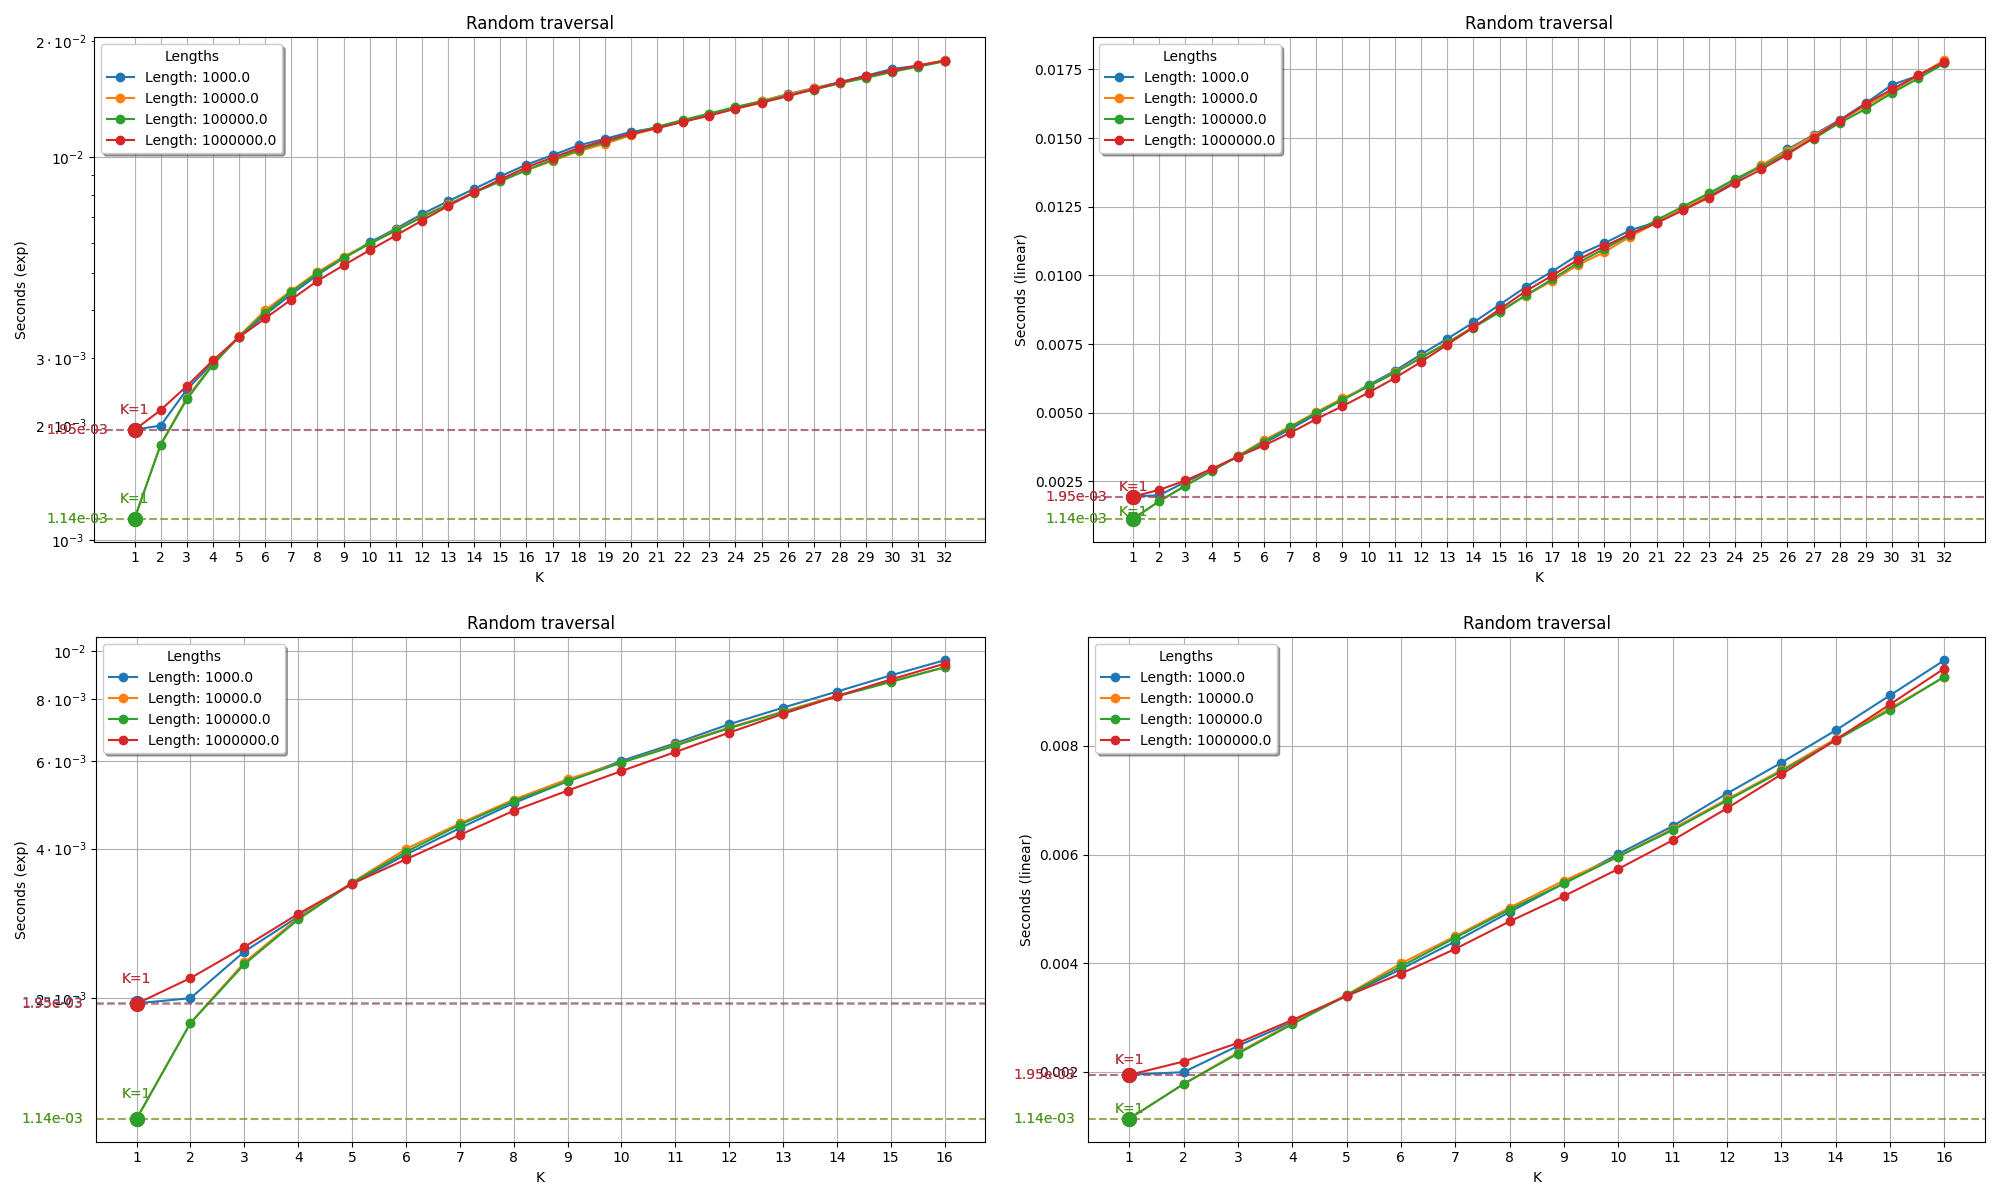 Random traversal
Lengths
Length: 1000.0
Length: 10000.0
Length: 100000.0
Length: 1000000.0
2·10⁻²
10⁻²
3·10⁻³
2·10⁻³
10⁻³
1.95e-03
1.14e-03
K=1
K=1
Seconds (exp)
1 2 3 4 5 6 7 8 9 10 11 12 13 14 15 16 17 18 19 20 21 22 23 24 25 26 27 28 29 30 31 32
K
Random traversal
Lengths
Length: 1000.0
Length: 10000.0
Length: 100000.0
Length: 1000000.0
0.0175
0.0150
0.0125
0.0100
0.0075
0.0050
0.0025
1.95e-03
1.14e-03
K=1
K=1
Seconds (linear)
1 2 3 4 5 6 7 8 9 10 11 12 13 14 15 16 17 18 19 20 21 22 23 24 25 26 27 28 29 30 31 32
K
Random traversal
Lengths
Length: 1000.0
Length: 10000.0
Length: 100000.0
Length: 1000000.0
10⁻²
8·10⁻³
6·10⁻³
4·10⁻³
2·10⁻³
1.95e-03
1.14e-03
K=1
K=1
Seconds (exp)
1 2 3 4 5 6 7 8 9 10 11 12 13 14 15 16
K
Random traversal
Lengths
Length: 1000.0
Length: 10000.0
Length: 100000.0
Length: 1000000.0
0.008
0.006
0.004
0.002
1.95e-03
1.14e-03
K=1
K=1
Seconds (linear)
1 2 3 4 5 6 7 8 9 10 11 12 13 14 15 16
K